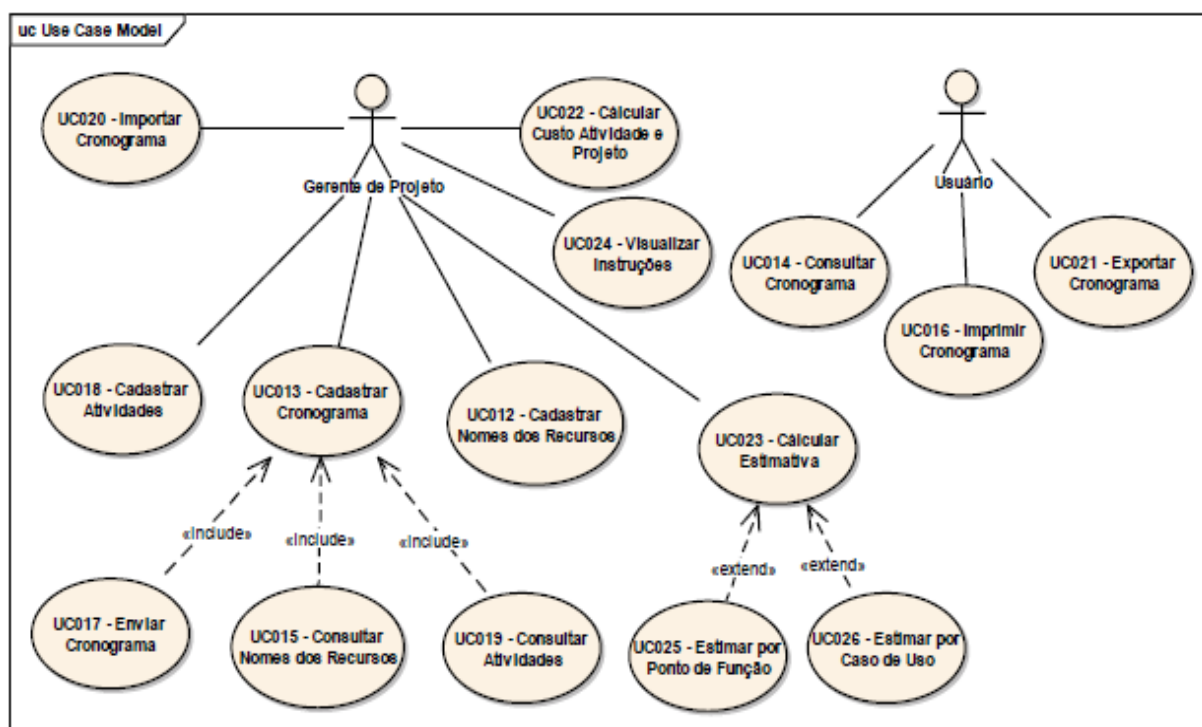 uc Use Case Model
UC020 - Importar
Cronograma
UC022 - Cálcular
Custo Atividade e
Projeto
Gerente de Projeto
Usuário
UC024 - Visualizar
Instruções
UC014 - Consultar
Cronograma
UC021 - Exportar
Cronograma
UC016 - Imprimir
Cronograma
UC018 - Cadastrar
Atividades
UC013 - Cadastrar
Cronograma
UC012 - Cadastrar
Nomes dos Recursos
UC023 - Cálcular
Estimativa
«include»
«include»
«include»
«extend»
«extend»
UC017 - Enviar
Cronograma
UC015 - Consultar
Nomes dos Recursos
UC019 - Consultar
Atividades
UC025 - Estimar por
Ponto de Função
UC026 - Estimar por
Caso de Uso